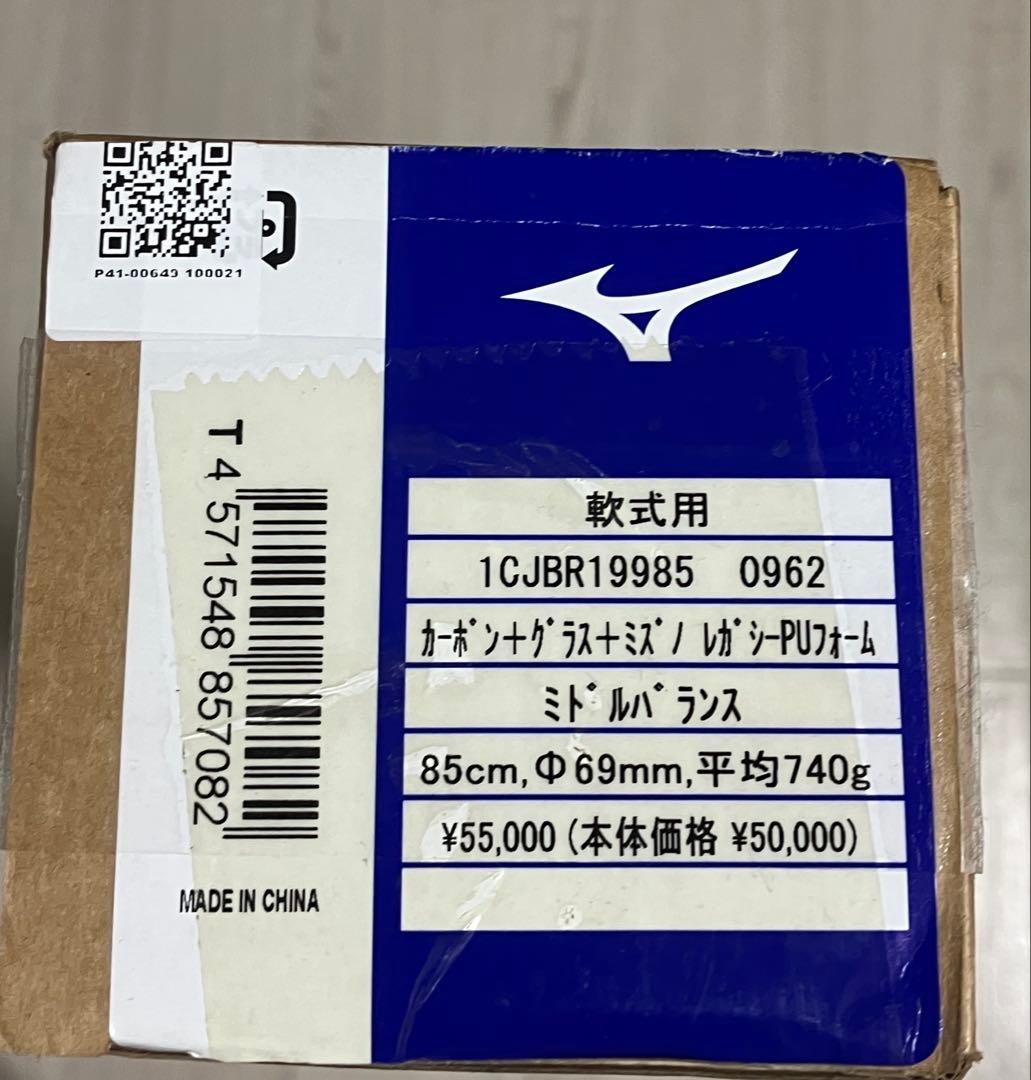 P41-00649 100021
T 4 571548 857082
MADE IN CHINA
軟式用
1CJBR19985 0962
ｶｰﾎﾞﾝ＋ｸﾞﾗｽ＋ﾐｽﾞﾉ ﾚｶﾞｼｰPUﾌｫｰﾑ
ﾐﾄﾞﾙﾊﾞﾗﾝｽ
85cm,Φ69mm,平均740g
¥55,000(本体価格 ¥50,000)